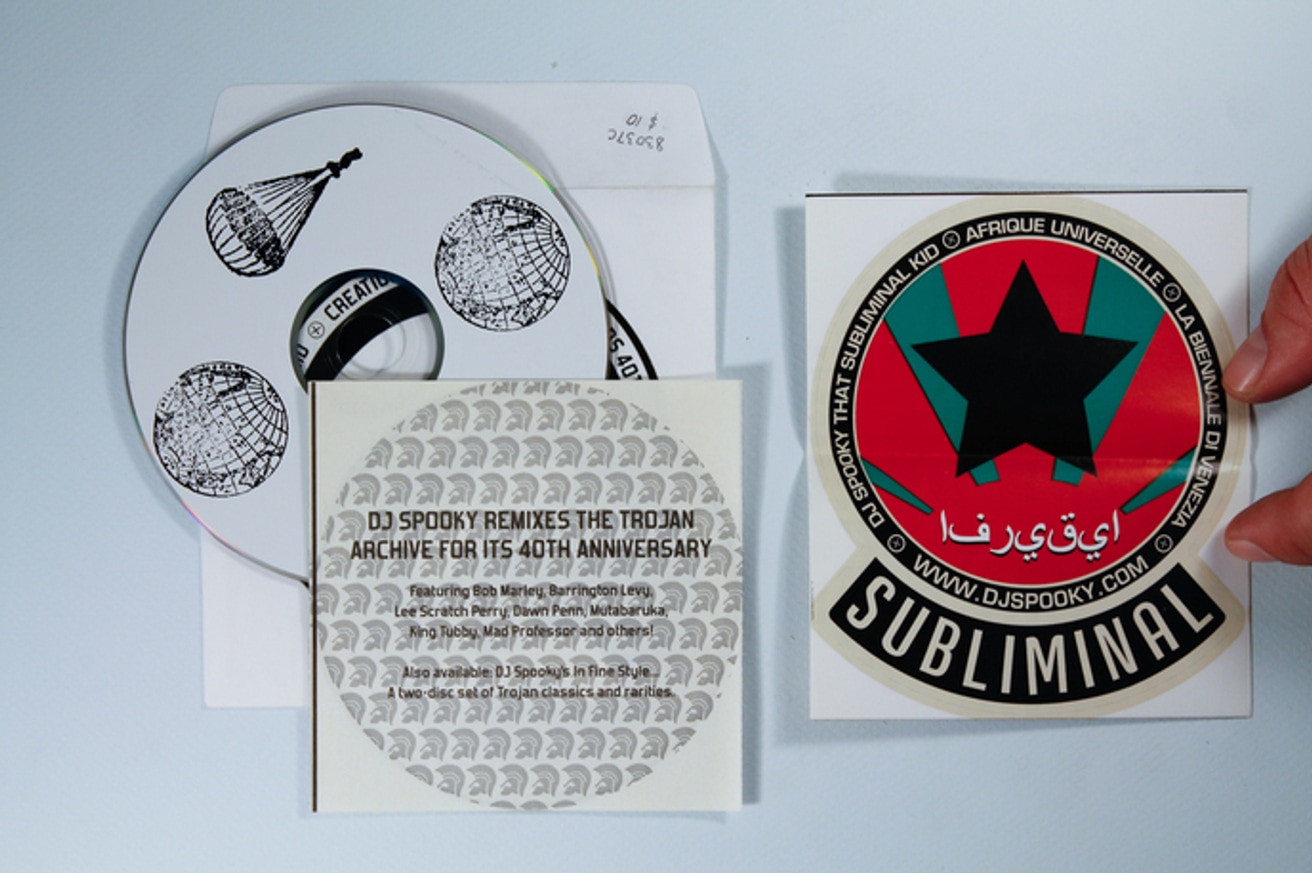 $ 10
CREATIO
DJ SPOOKY REMIXES THE TROJAN
ARCHIVE FOR ITS 40TH ANNIVERSARY
Featuring Bob Marley, Barrington Levy,
Lee Scratch Perry, Dawn Penn, Mutabaruka,
King Tubby, Mad Professor and others!
Also available: DJ Spooky's In Fine Style...
A two-disc set of Trojan classics and rarities.
DJ SPOOKY THAT SUBLIMINAL KID ⊗ AFRIQUE UNIVERSELLE ⊗ LA BIENNALE DI VENEZIA ⊗
ا ي ق ي ر ف ا
WWW.DJSPOOKY.COM
SUBLIMINAL